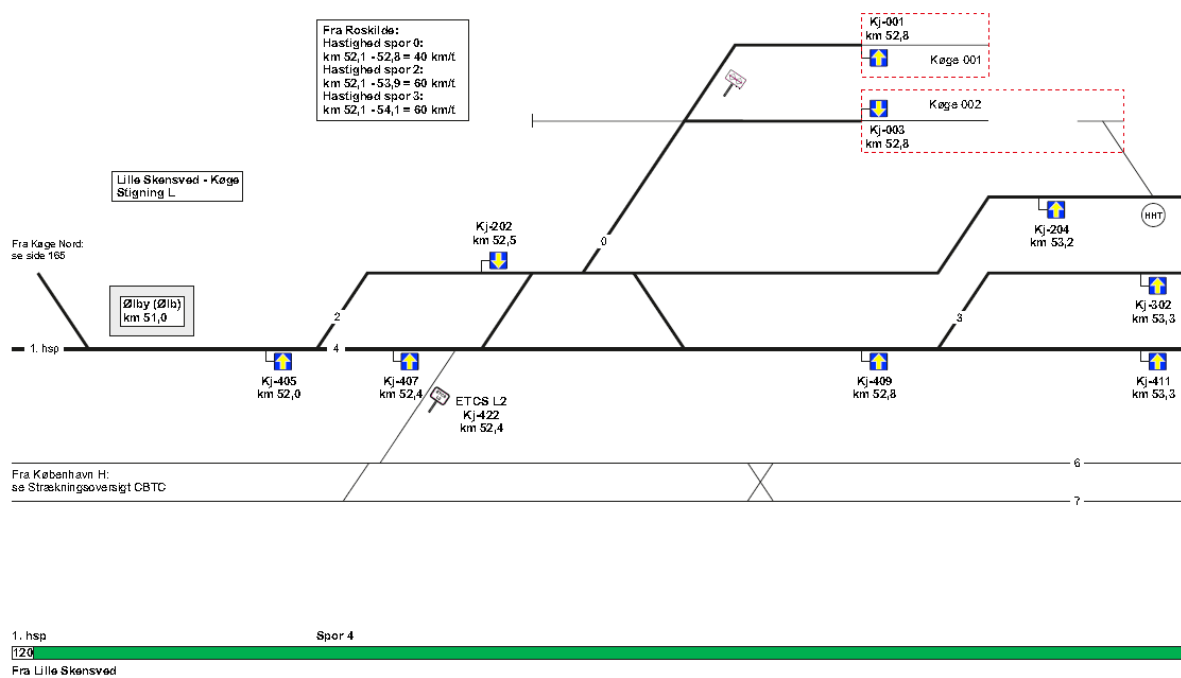 Fra Roskilde:
Hastighed spor 0:
km 52,1 - 52,8 = 40 km/t
Hastighed spor 2:
km 52,1 - 53,9 = 60 km/t
Hastighed spor 3:
km 52,1 - 54,1 = 60 km/t
Kj-001
km 52,8
Køge 001
Køge 002
Kj-003
km 52,8
Lille Skensved - Køge
Stigning L
Kj-202
km 52,5
0
Kj-204
km 53,2
HHT
Fra Køge Nord:
se side 165
Ølby (Ølb)
km 51,0
2
3
Kj-302
km 53,3
1. hsp
4
Kj-405
km 52,0
Kj-407
km 52,4
Kj-409
km 52,8
Kj-411
km 53,3
ETCS L2
Kj-422
km 52,4
Fra København H:
se Strækningsoversigt CBTC
6
7
1. hsp
Spor 4
120
Fra Lille Skensved